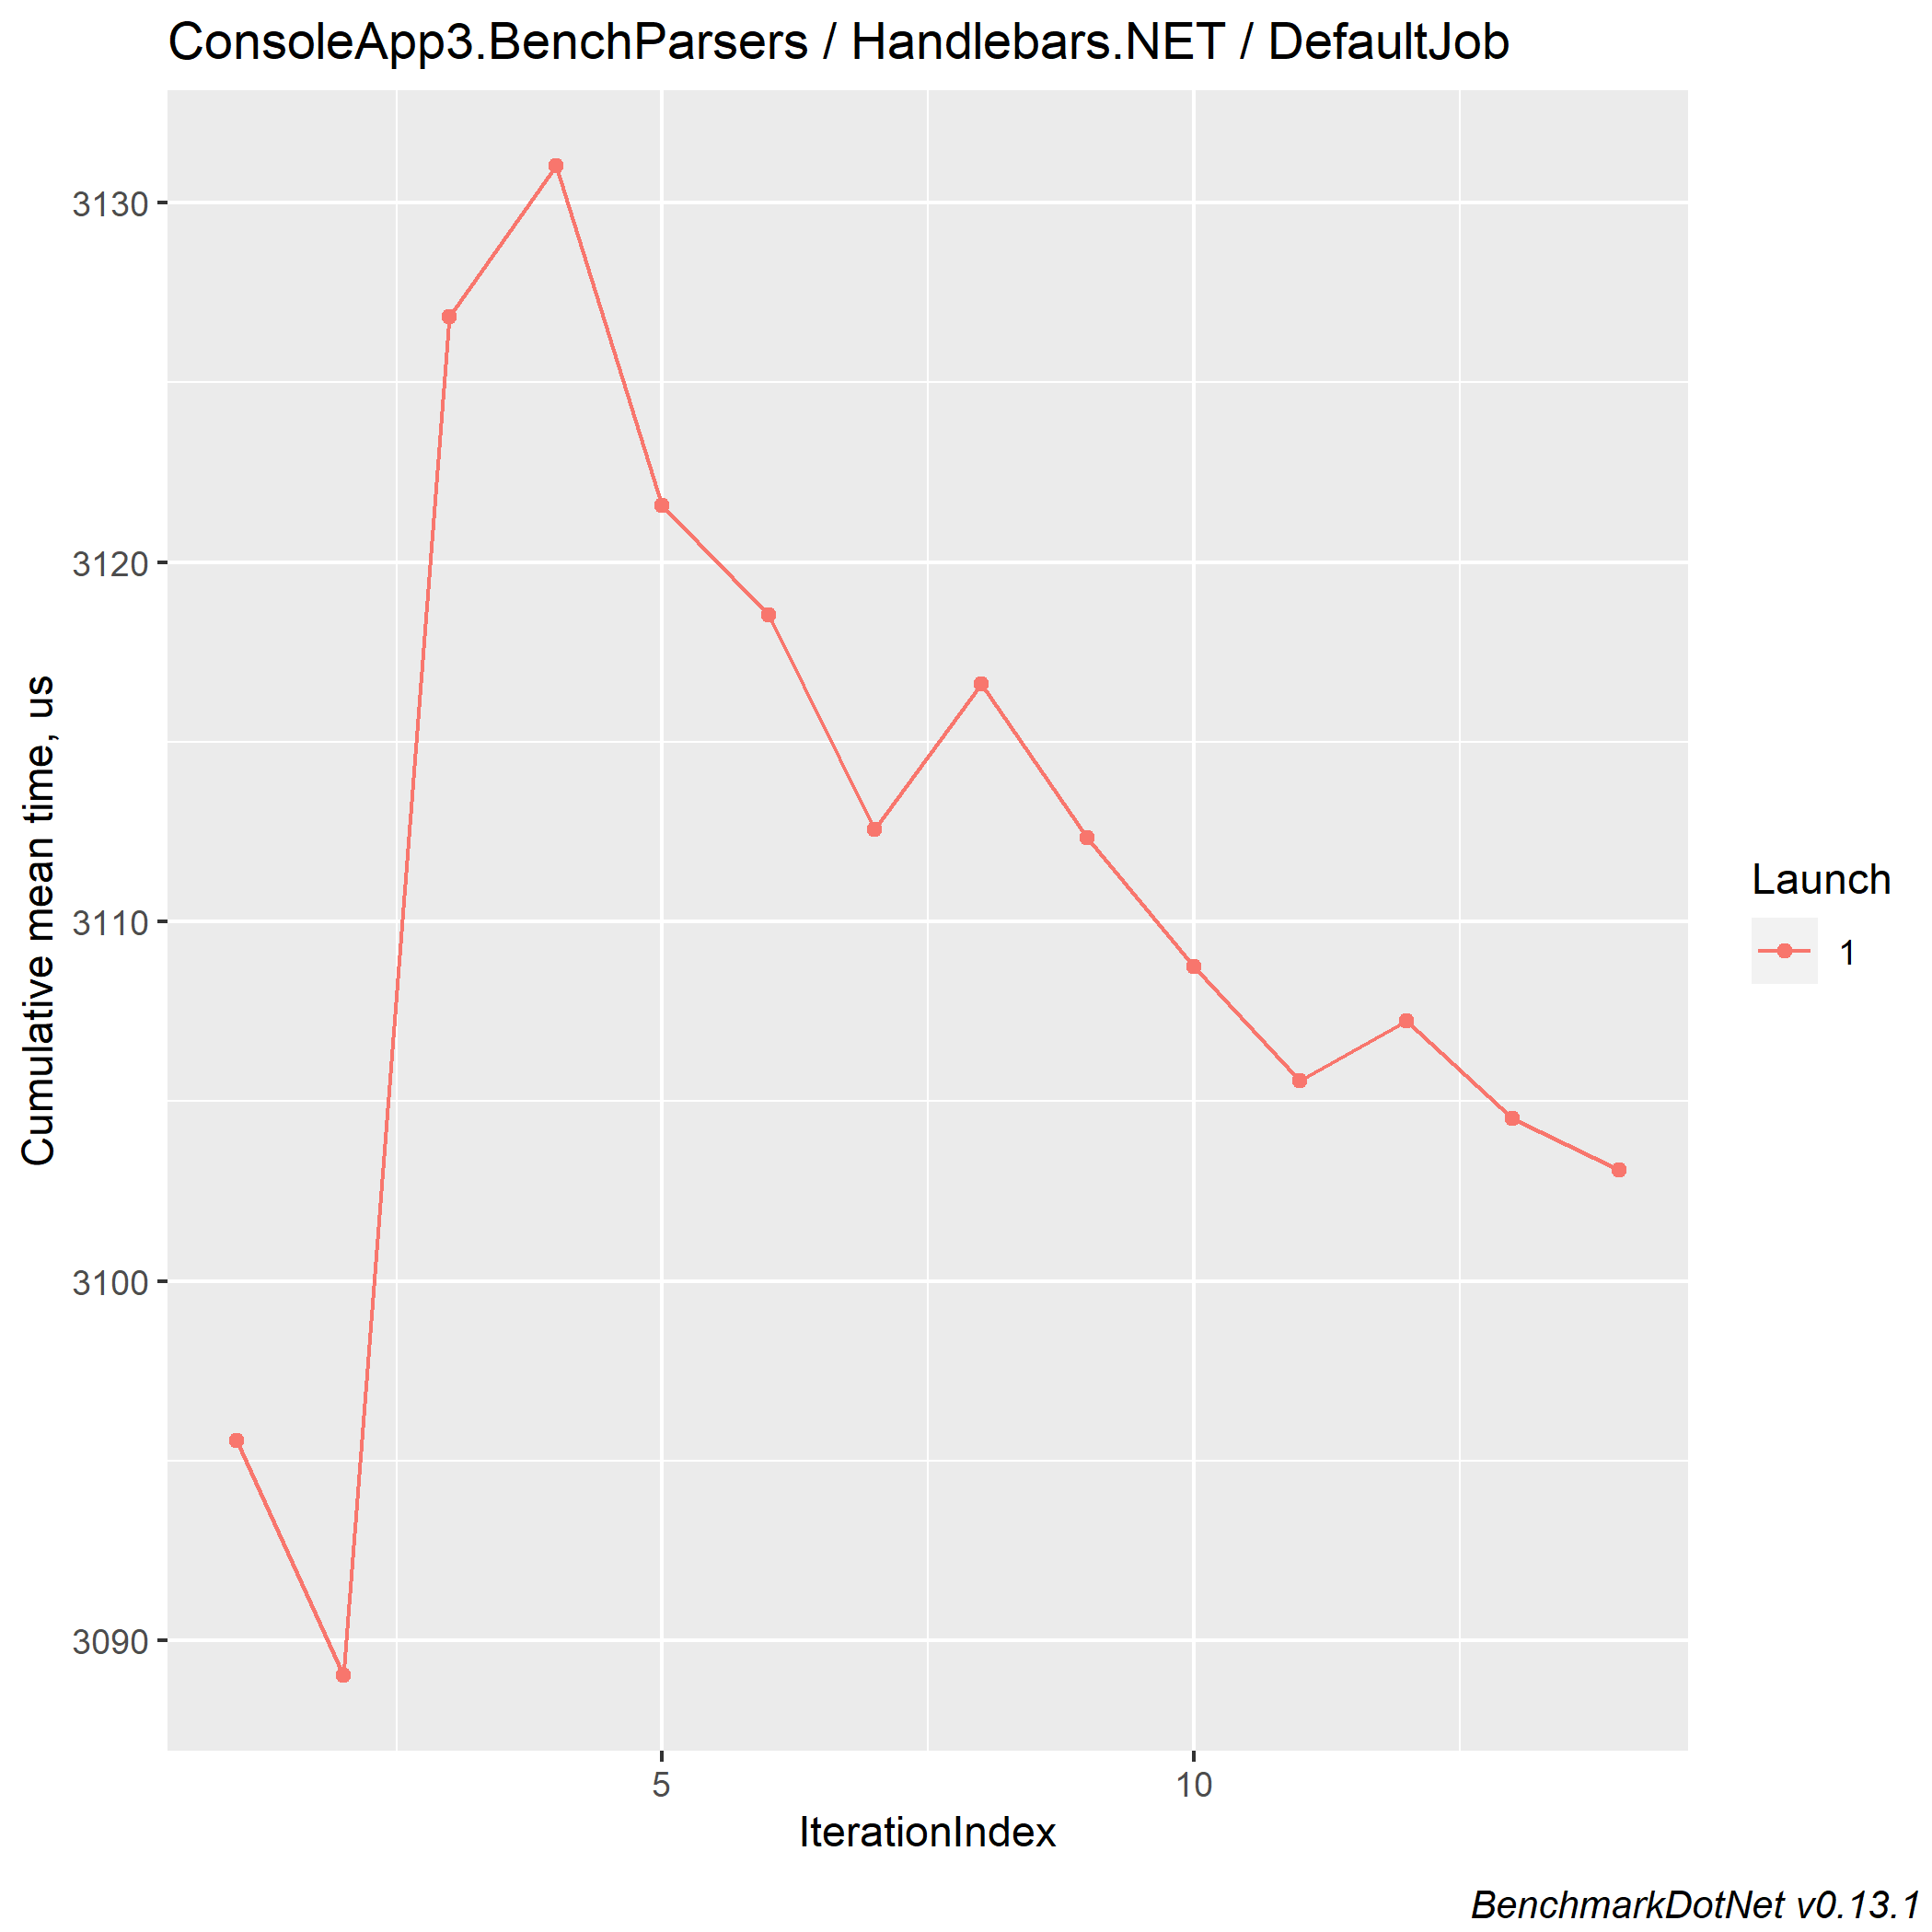 ConsoleApp3.BenchParsers / Handlebars.NET / DefaultJob
3130
3120
3110
3100
3090
Cumulative mean time, us
5
10
IterationIndex
Launch
1
BenchmarkDotNet v0.13.1